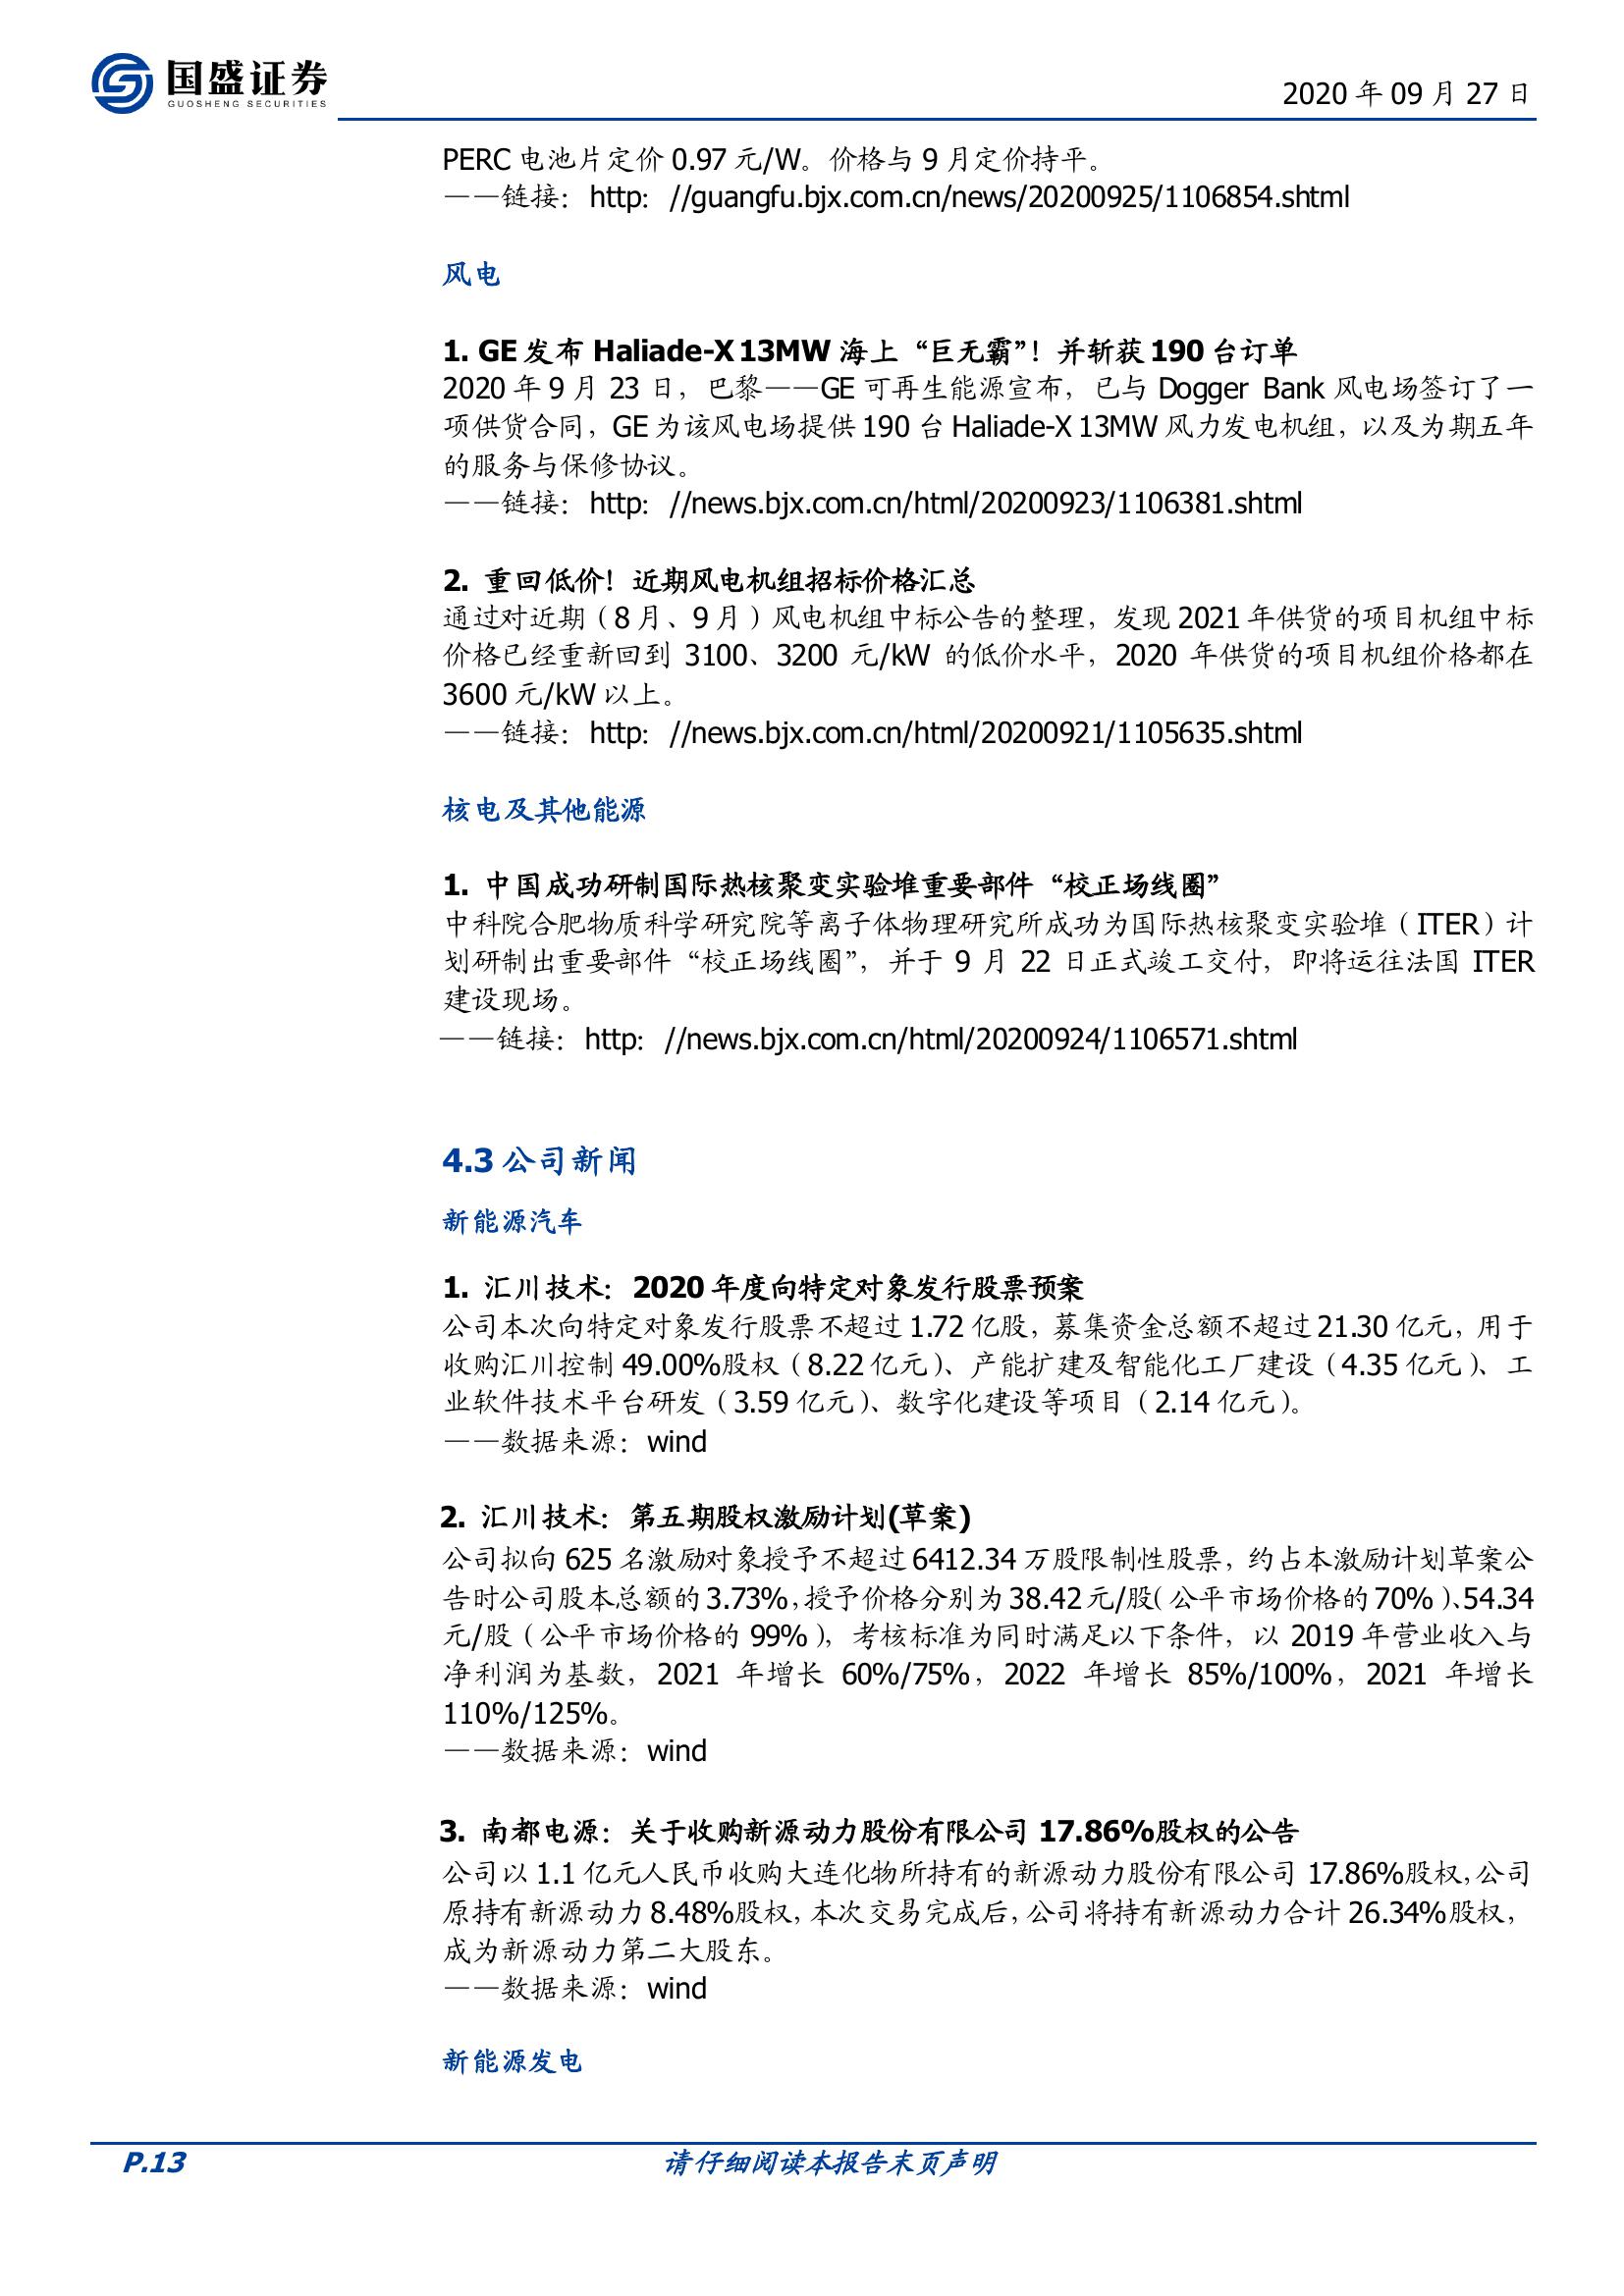 国盛证券
GUOSHENG SECURITIES
2020 年 09 月 27 日
PERC 电池片定价 0.97 元/W。价格与 9 月定价持平。
——链接：http：//guangfu.bjx.com.cn/news/20200925/1106854.shtml
风电
1. GE 发布 Haliade-X 13MW 海上“巨无霸”！并斩获 190 台订单
2020 年 9 月 23 日，巴黎——GE 可再生能源宣布，已与 Dogger Bank 风电场签订了一
项供货合同，GE 为该风电场提供 190 台 Haliade-X 13MW 风力发电机组，以及为期五年
的服务与保修协议。
——链接：http：//news.bjx.com.cn/html/20200923/1106381.shtml
2. 重回低价！近期风电机组招标价格汇总
通过对近期（8 月、9 月）风电机组中标公告的整理，发现 2021 年供货的项目机组中标
价格已经重新回到 3100、3200 元/kW 的低价水平，2020 年供货的项目机组价格都在
3600 元/kW 以上。
——链接：http：//news.bjx.com.cn/html/20200921/1105635.shtml
核电及其他能源
1. 中国成功研制国际热核聚变实验堆重要部件“校正场线圈”
中科院合肥物质科学研究院等离子体物理研究所成功为国际热核聚变实验堆（ITER）计
划研制出重要部件“校正场线圈”，并于 9 月 22 日正式竣工交付，即将运往法国 ITER
建设现场。
——链接：http：//news.bjx.com.cn/html/20200924/1106571.shtml
4.3 公司新闻
新能源汽车
1. 汇川技术：2020 年度向特定对象发行股票预案
公司本次向特定对象发行股票不超过 1.72 亿股，募集资金总额不超过 21.30 亿元，用于
收购汇川控制 49.00%股权（8.22 亿元）、产能扩建及智能化工厂建设（4.35 亿元）、工
业软件技术平台研发（3.59 亿元）、数字化建设等项目（2.14 亿元）。
——数据来源：wind
2. 汇川技术：第五期股权激励计划(草案)
公司拟向 625 名激励对象授予不超过 6412.34 万股限制性股票，约占本激励计划草案公
告时公司股本总额的 3.73%，授予价格分别为 38.42 元/股（公平市场价格的 70%）、54.34
元/股（公平市场价格的 99%），考核标准为同时满足以下条件，以 2019 年营业收入与
净利润为基数，2021 年增长 60%/75%，2022 年增长 85%/100%，2021 年增长
110%/125%。
——数据来源：wind
3. 南都电源：关于收购新源动力股份有限公司 17.86%股权的公告
公司以 1.1 亿元人民币收购大连化物所持有的新源动力股份有限公司 17.86%股权，公司
原持有新源动力 8.48%股权，本次交易完成后，公司将持有新源动力合计 26.34%股权，
成为新源动力第二大股东。
——数据来源：wind
新能源发电
P.13
请仔细阅读本报告末页声明